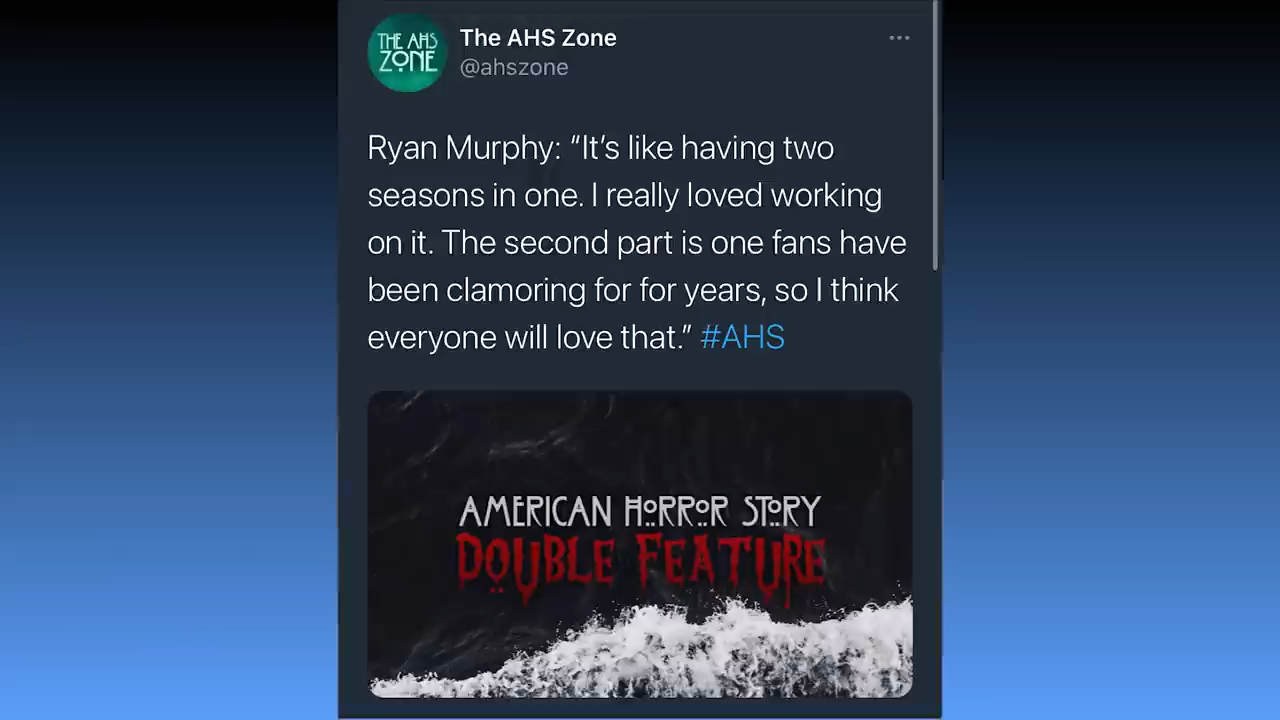 THE AHS
ZONE
The AHS Zone
@ahszone
Ryan Murphy: “It’s like having two
seasons in one. I really loved working
on it. The second part is one fans have
been clamoring for for years, so I think
everyone will love that.” #AHS
AMERICAN HORROR STORY
DOUBLE FEATURE